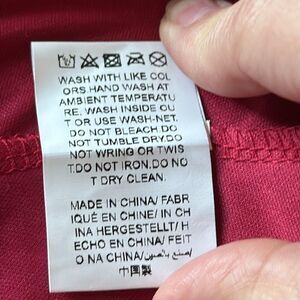 WASH WITH LIKE COL
ORS.HAND WASH AT
AMBIENT TEMPERATU
RE. WASH INSIDE OU
T OR USE WASH-NET.
DO NOT BLEACH.DO
NOT TUMBLE DRY.DO
NOT WRING OR TWIS
T.DO NOT IRON.DO NO
T DRY CLEAN.
MADE IN CHINA/ FABR
IQUÉ EN CHINE/ IN CH
INA HERGESTELLT/ H
ECHO EN CHINA/ FEIT
O NA CHINA/ صنع بالصين/
中国製